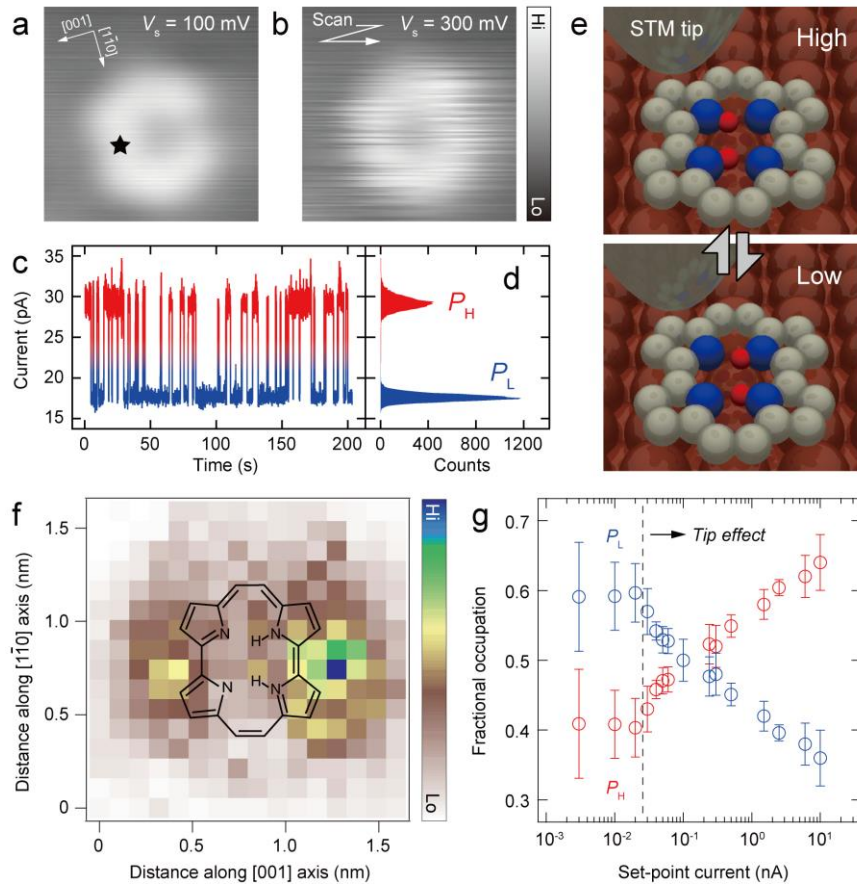 a
[001]
[11̄0]
Vs = 100 mV
b
Scan
Vs = 300 mV
Hi
Lo
e
STM tip
High
Low
c
Current (pA)
35
30
25
20
15
0
50
100
150
200
Time (s)
d
PH
PL
0
400
800
1200
Counts
f
Distance along [11̄0] axis (nm)
1.5
1.0
0.5
0
N
H-N
N
H-N
0
0.5
1.0
1.5
Distance along [001] axis (nm)
Hi
Lo
g
Fractional occupation
0.7
0.6
0.5
0.4
0.3
PL
Tip effect
PH
10⁻³
10⁻²
10⁻¹
10⁰
10¹
Set-point current (nA)